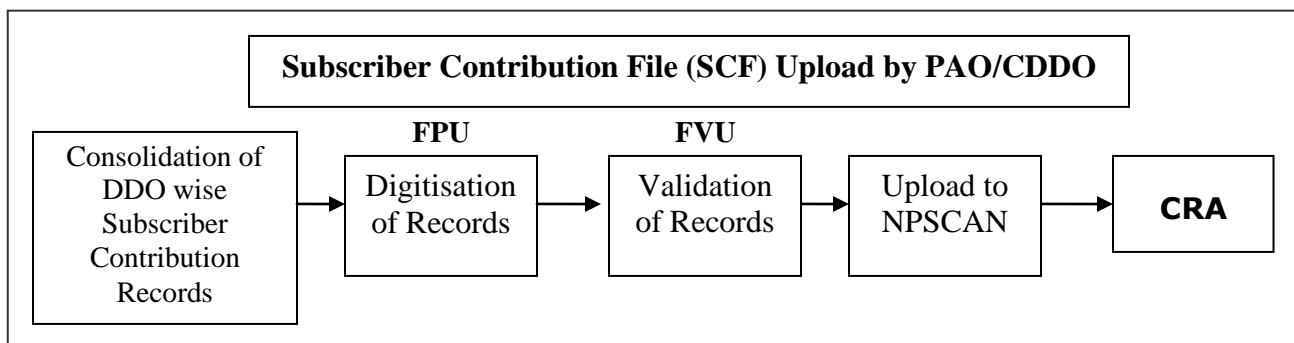 Subscriber Contribution File (SCF) Upload by PAO/CDDO
FPU
FVU
Consolidation of
DDO wise
Subscriber
Contribution
Records
Digitisation
of Records
Validation
of Records
Upload to
NPSCAN
CRA